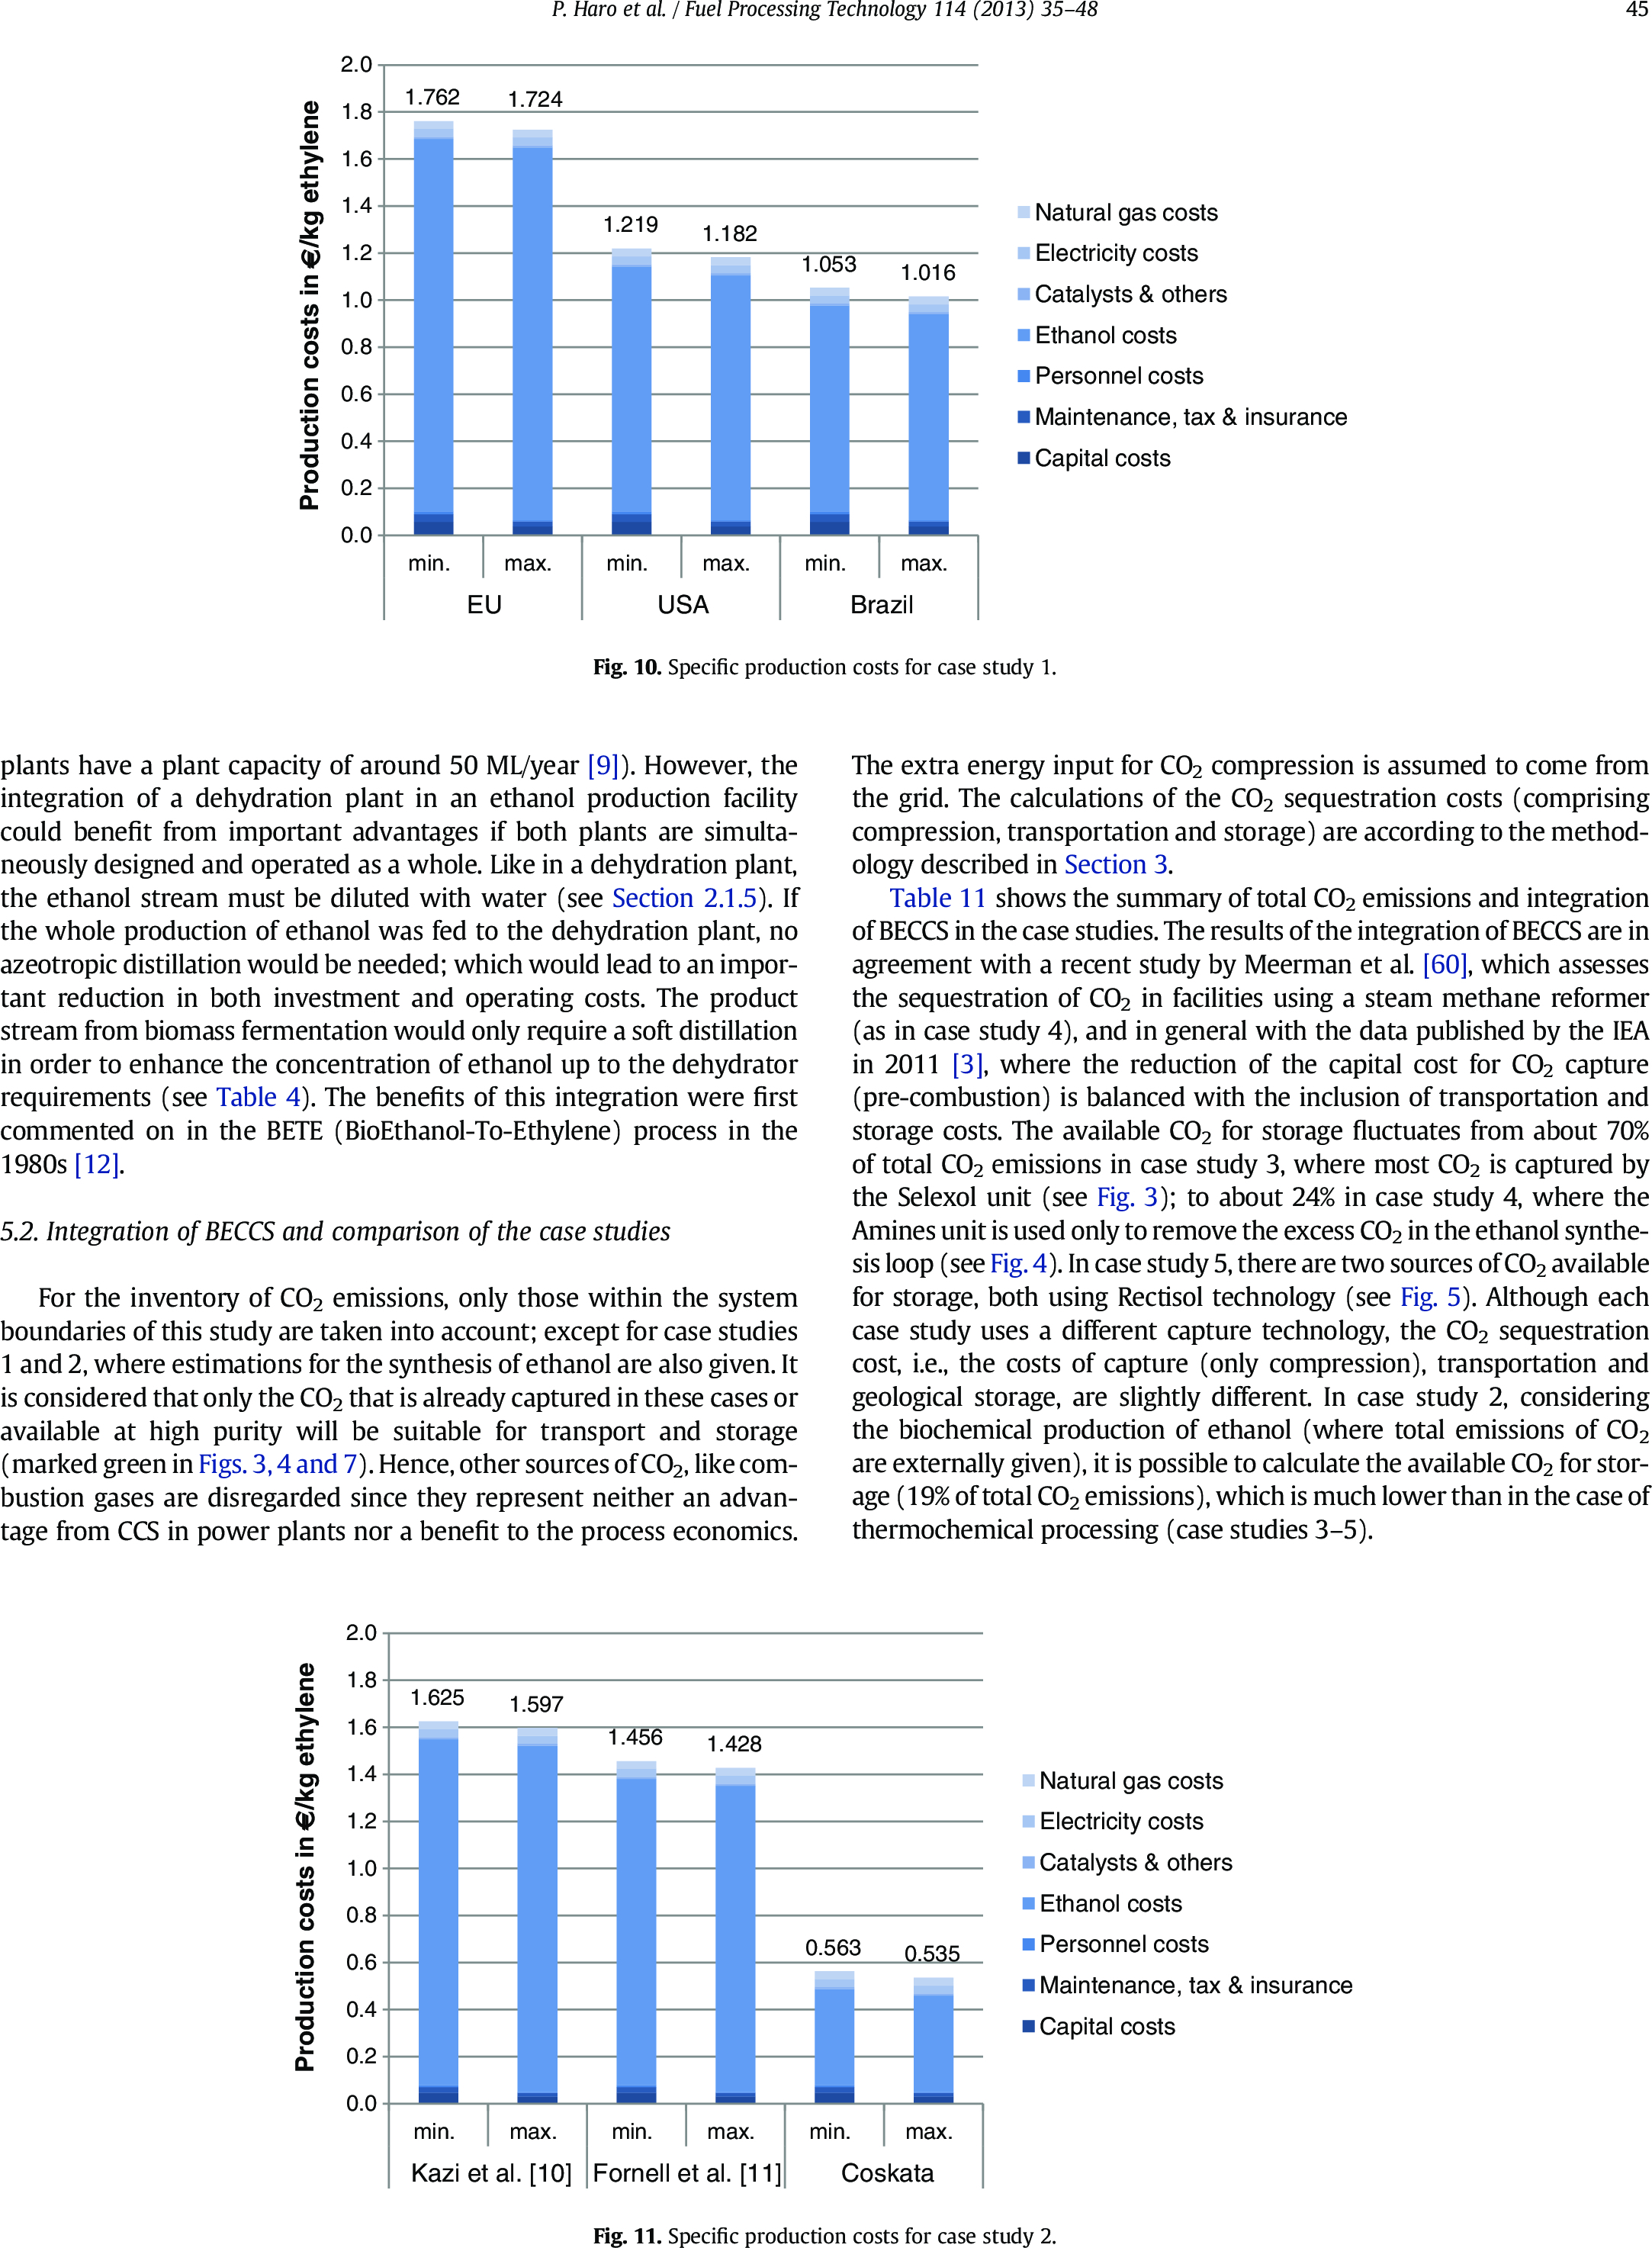 P. Haro et al. / Fuel Processing Technology 114 (2013) 35–48
45
2.0
1.8
1.6
1.4
1.2
1.0
0.8
0.6
0.4
0.2
0.0
Production costs in €/kg ethylene
1.762
1.724
1.219
1.182
1.053
1.016
min.
max.
min.
max.
min.
max.
EU
USA
Brazil
Natural gas costs
Electricity costs
Catalysts & others
Ethanol costs
Personnel costs
Maintenance, tax & insurance
Capital costs
Fig. 10. Specific production costs for case study 1.
plants have a plant capacity of around 50 ML/year [9]). However, the
integration of a dehydration plant in an ethanol production facility
could benefit from important advantages if both plants are simulta-
neously designed and operated as a whole. Like in a dehydration plant,
the ethanol stream must be diluted with water (see Section 2.1.5). If
the whole production of ethanol was fed to the dehydration plant, no
azeotropic distillation would be needed; which would lead to an impor-
tant reduction in both investment and operating costs. The product
stream from biomass fermentation would only require a soft distillation
in order to enhance the concentration of ethanol up to the dehydrator
requirements (see Table 4). The benefits of this integration were first
commented on in the BETE (BioEthanol-To-Ethylene) process in the
1980s [12].
5.2. Integration of BECCS and comparison of the case studies
For the inventory of CO₂ emissions, only those within the system
boundaries of this study are taken into account; except for case studies
1 and 2, where estimations for the synthesis of ethanol are also given. It
is considered that only the CO₂ that is already captured in these cases or
available at high purity will be suitable for transport and storage
(marked green in Figs. 3, 4 and 7). Hence, other sources of CO₂, like com-
bustion gases are disregarded since they represent neither an advan-
tage from CCS in power plants nor a benefit to the process economics.
The extra energy input for CO₂ compression is assumed to come from
the grid. The calculations of the CO₂ sequestration costs (comprising
compression, transportation and storage) are according to the method-
ology described in Section 3.
Table 11 shows the summary of total CO₂ emissions and integration
of BECCS in the case studies. The results of the integration of BECCS are in
agreement with a recent study by Meerman et al. [60], which assesses
the sequestration of CO₂ in facilities using a steam methane reformer
(as in case study 4), and in general with the data published by the IEA
in 2011 [3], where the reduction of the capital cost for CO₂ capture
(pre-combustion) is balanced with the inclusion of transportation and
storage costs. The available CO₂ for storage fluctuates from about 70%
of total CO₂ emissions in case study 3, where most CO₂ is captured by
the Selexol unit (see Fig. 3); to about 24% in case study 4, where the
Amines unit is used only to remove the excess CO₂ in the ethanol synthe-
sis loop (see Fig. 4). In case study 5, there are two sources of CO₂ available
for storage, both using Rectisol technology (see Fig. 5). Although each
case study uses a different capture technology, the CO₂ sequestration
cost, i.e., the costs of capture (only compression), transportation and
geological storage, are slightly different. In case study 2, considering
the biochemical production of ethanol (where total emissions of CO₂
are externally given), it is possible to calculate the available CO₂ for stor-
age (19% of total CO₂ emissions), which is much lower than in the case of
thermochemical processing (case studies 3–5).
2.0
1.8
1.6
1.4
1.2
1.0
0.8
0.6
0.4
0.2
0.0
Production costs in €/kg ethylene
1.625
1.597
1.456
1.428
0.563
0.535
min.
max.
min.
max.
min.
max.
Kazi et al. [10]
Fornell et al. [11]
Coskata
Natural gas costs
Electricity costs
Catalysts & others
Ethanol costs
Personnel costs
Maintenance, tax & insurance
Capital costs
Fig. 11. Specific production costs for case study 2.